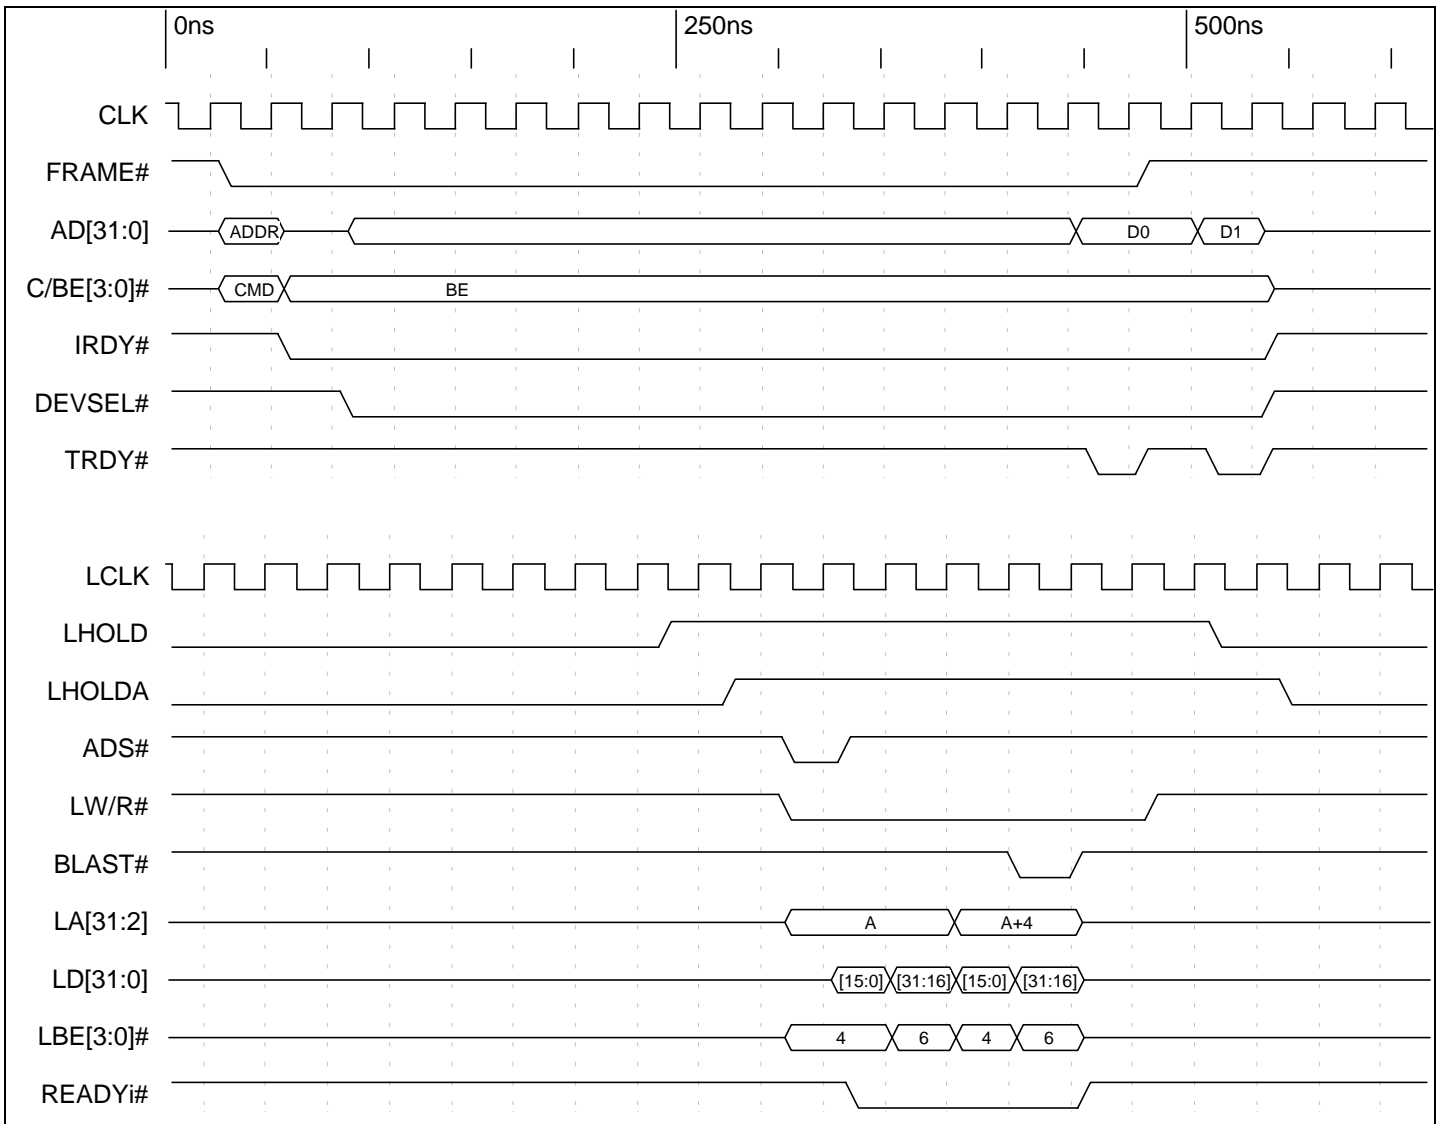 0ns 250ns 500ns
CLK
FRAME#
AD[31:0] ADDR D0 D1
C/BE[3:0]# CMD BE
IRDY#
DEVSEL#
TRDY#
LCLK
LHOLD
LHOLDA
ADS#
LW/R#
BLAST#
LA[31:2] A A+4
LD[31:0] [15:0] [31:16] [15:0] [31:16]
LBE[3:0]# 4 6 4 6
READYi#